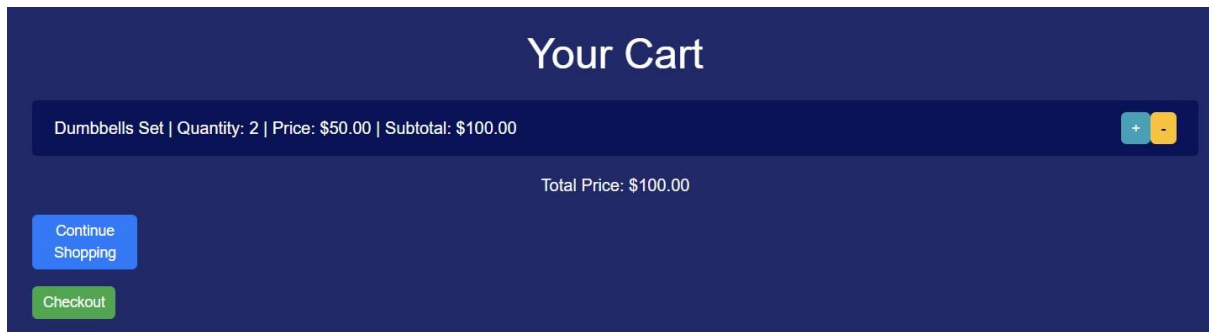 Your Cart
Dumbbells Set | Quantity: 2 | Price: $50.00 | Subtotal: $100.00
+ -
Total Price: $100.00
Continue
Shopping
Checkout